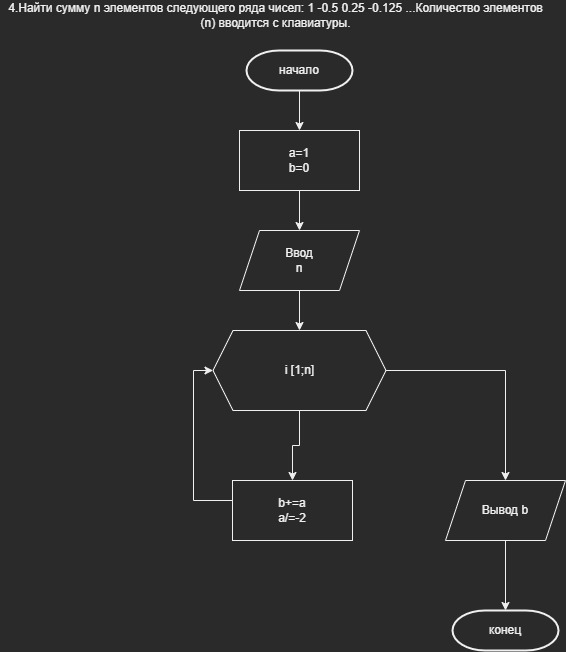 4.Найти сумму n элементов следующего ряда чисел: 1 -0.5 0.25 -0.125 ...Количество элементов
(n) вводится с клавиатуры.
начало
a=1
b=0
Ввод
n
i [1;n]
b+=a
a/=-2
Вывод b
конец